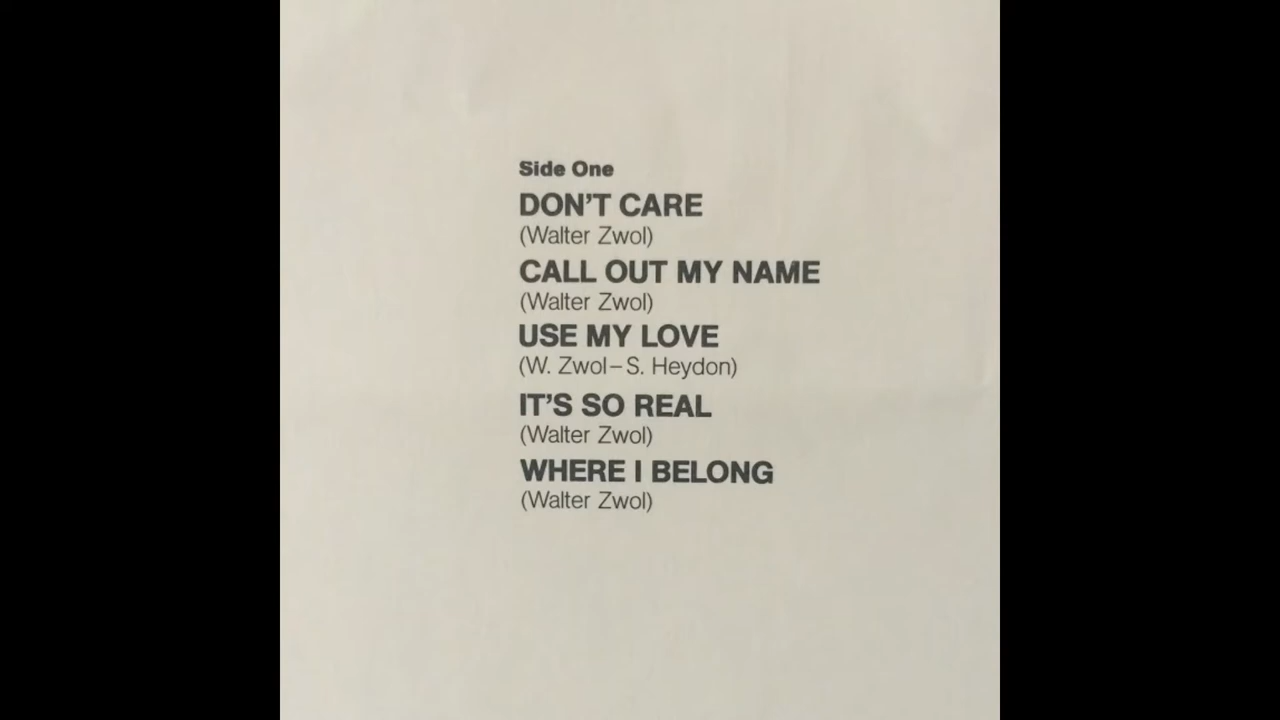 Side One
DON'T CARE
(Walter Zwol)
CALL OUT MY NAME
(Walter Zwol)
USE MY LOVE
(W. Zwol–S. Heydon)
IT'S SO REAL
(Walter Zwol)
WHERE I BELONG
(Walter Zwol)